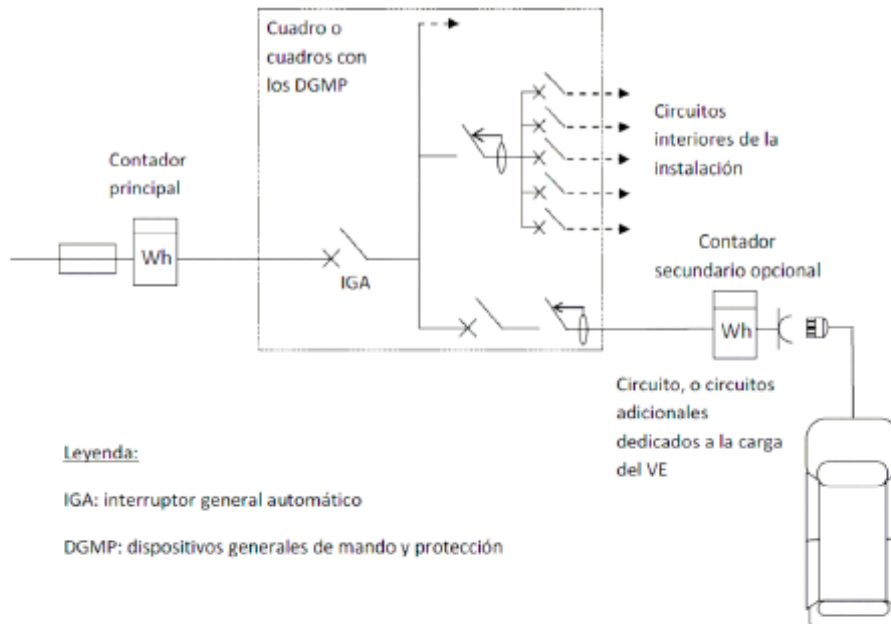 Cuadro o
cuadros con
los DGMP
Circuitos
interiores de la
instalación
Contador
principal
Wh
IGA
Contador
secundario opcional
Wh
Circuito, o circuitos
adicionales
dedicados a la carga
del VE
Leyenda:
IGA: interruptor general automático
DGMP: dispositivos generales de mando y protección